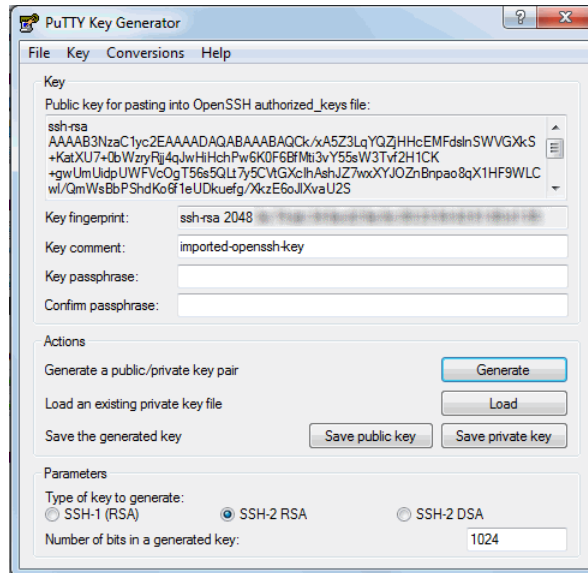 PuTTY Key Generator
File Key Conversions Help
Key
Public key for pasting into OpenSSH authorized_keys file:
ssh-rsa
AAAAB3NzaC1yc2EAAAADAQABAAABAQCk/xA5Z3LqYQZjHHcEMFdsInSWVGXkS
+KatXU7+0bWzryRjj4qJwHiHchPw6K0F6BfMti3vY55sW3Tvf2H1CK
+gwUmUidpUWFVcOgT56s5QLt7y5CVtGXclhAshJZ7wxXYJOZnBnpao8qX1HF9WLC
wl/QmWsBbPShdKo6f1eUDkuefg/XkzE6oJlXvaU2S
Key fingerprint: ssh-rsa 2048
Key comment: imported-openssh-key
Key passphrase:
Confirm passphrase:
Actions
Generate a public/private key pair Generate
Load an existing private key file Load
Save the generated key Save public key Save private key
Parameters
Type of key to generate:
SSH-1 (RSA) SSH-2 RSA SSH-2 DSA
Number of bits in a generated key: 1024